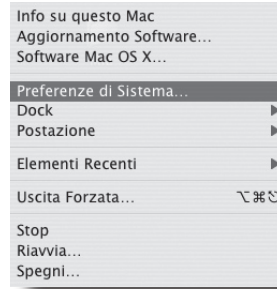 Info su questo Mac
Aggiornamento Software...
Software Mac OS X...
Preferenze di Sistema...
Dock
Postazione
Elementi Recenti
Uscita Forzata... ⌥⌘⎋
Stop
Riavvia...
Spegni...